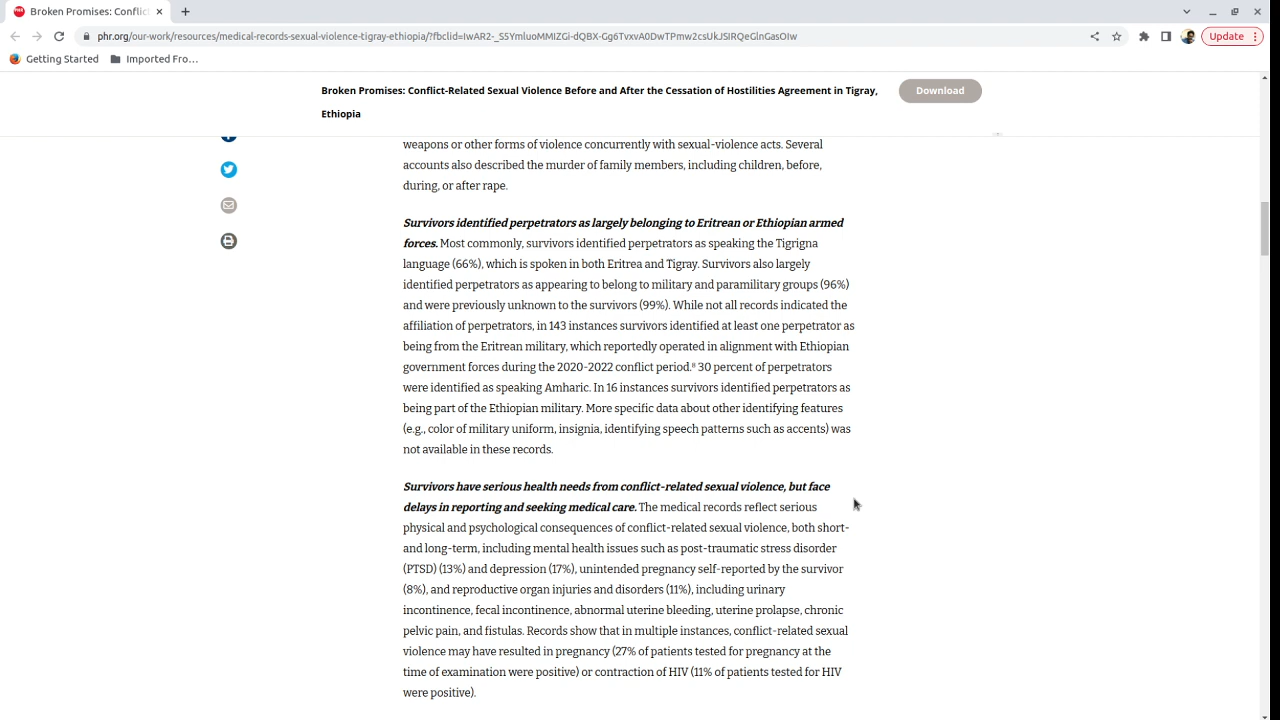 Broken Promises: Conflic
phr.org/our-work/resources/medical-records-sexual-violence-tigray-ethiopia/?fbclid=IwAR2-_S5YmluoMMIZGi-dQBX-Gg6TvxvA0DwTPmw2csUkJSIRQeGlnGasOIw
Update
Getting Started
Imported Fro...
Broken Promises: Conflict-Related Sexual Violence Before and After the Cessation of Hostilities Agreement in Tigray,
Ethiopia
Download
weapons or other forms of violence concurrently with sexual-violence acts. Several
accounts also described the murder of family members, including children, before,
during, or after rape.
Survivors identified perpetrators as largely belonging to Eritrean or Ethiopian armed
forces. Most commonly, survivors identified perpetrators as speaking the Tigrigna
language (66%), which is spoken in both Eritrea and Tigray. Survivors also largely
identified perpetrators as appearing to belong to military and paramilitary groups (96%)
and were previously unknown to the survivors (99%). While not all records indicated the
affiliation of perpetrators, in 143 instances survivors identified at least one perpetrator as
being from the Eritrean military, which reportedly operated in alignment with Ethiopian
government forces during the 2020-2022 conflict period. 30 percent of perpetrators
were identified as speaking Amharic. In 16 instances survivors identified perpetrators as
being part of the Ethiopian military. More specific data about other identifying features
(e.g., color of military uniform, insignia, identifying speech patterns such as accents) was
not available in these records.
Survivors have serious health needs from conflict-related sexual violence, but face
delays in reporting and seeking medical care. The medical records reflect serious
physical and psychological consequences of conflict-related sexual violence, both short-
and long-term, including mental health issues such as post-traumatic stress disorder
(PTSD) (13%) and depression (17%), unintended pregnancy self-reported by the survivor
(8%), and reproductive organ injuries and disorders (11%), including urinary
incontinence, fecal incontinence, abnormal uterine bleeding, uterine prolapse, chronic
pelvic pain, and fistulas. Records show that in multiple instances, conflict-related sexual
violence may have resulted in pregnancy (27% of patients tested for pregnancy at the
time of examination were positive) or contraction of HIV (11% of patients tested for HIV
were positive).